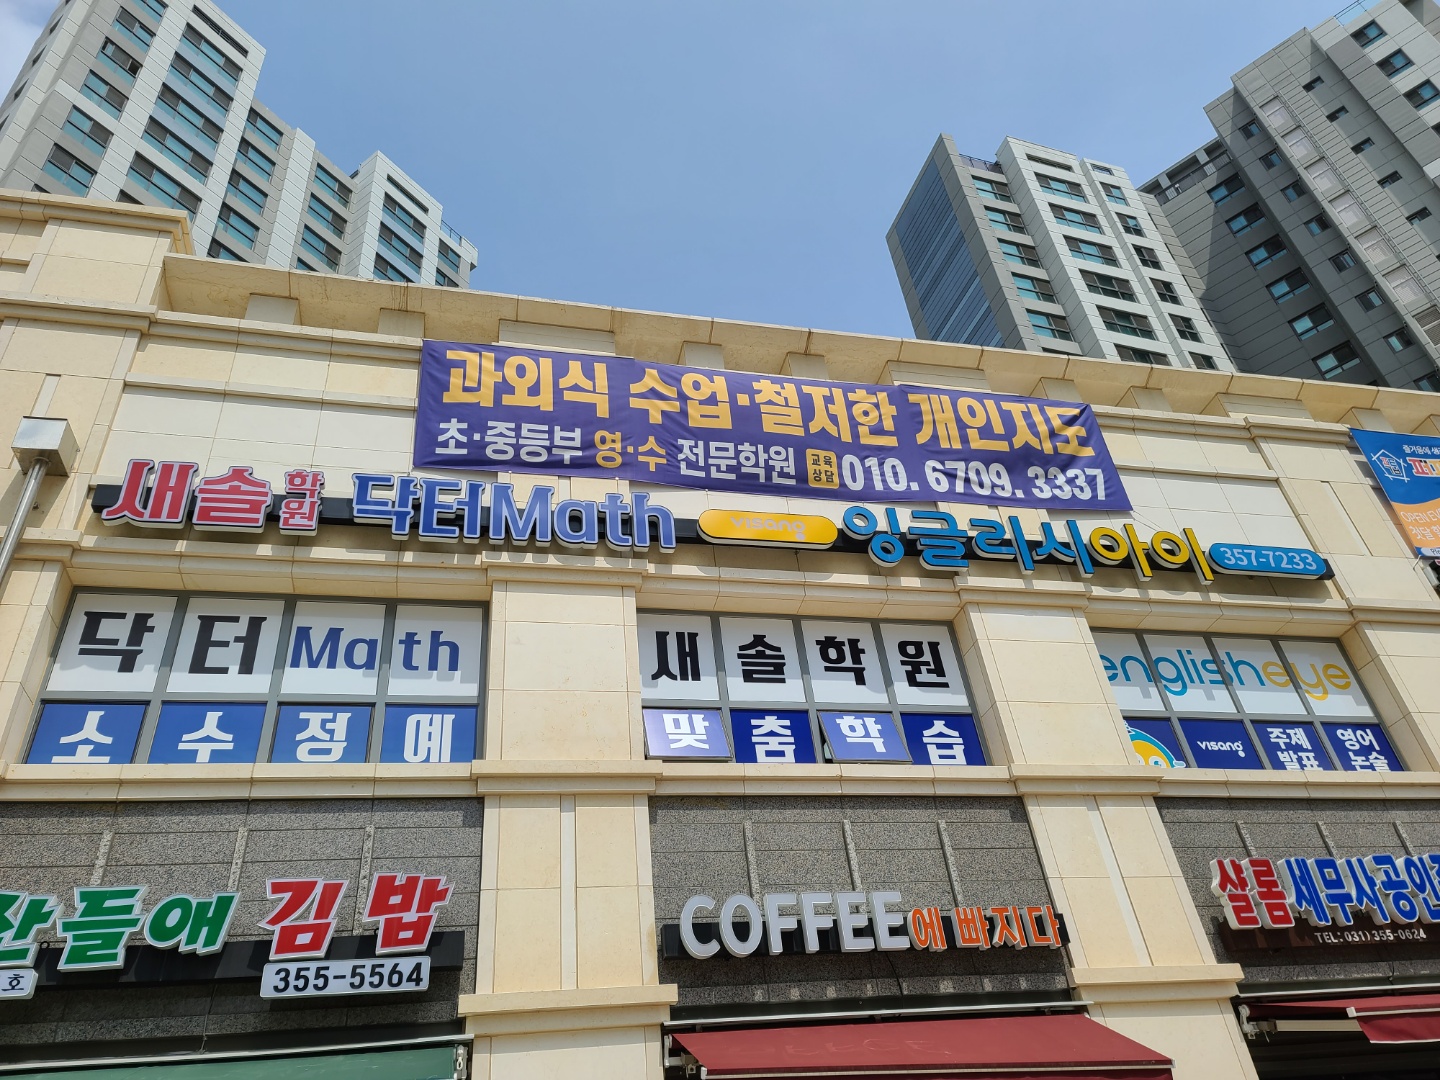 과외식 수업·철저한 개인지도
초·중등부 영·수 전문학원 교육상담 010. 6709. 3337
새솔학원 닥터Math visang 잉글리시아이 357-7233
닥터Math
소수정예
새솔학원
맞춤학습
englisheye
visang 주제발표 영어논술
OPEN
들애 김밥
호
355-5564
COFFEE에 빠지다
샬롬 세무사공인
TEL:031)355-0624